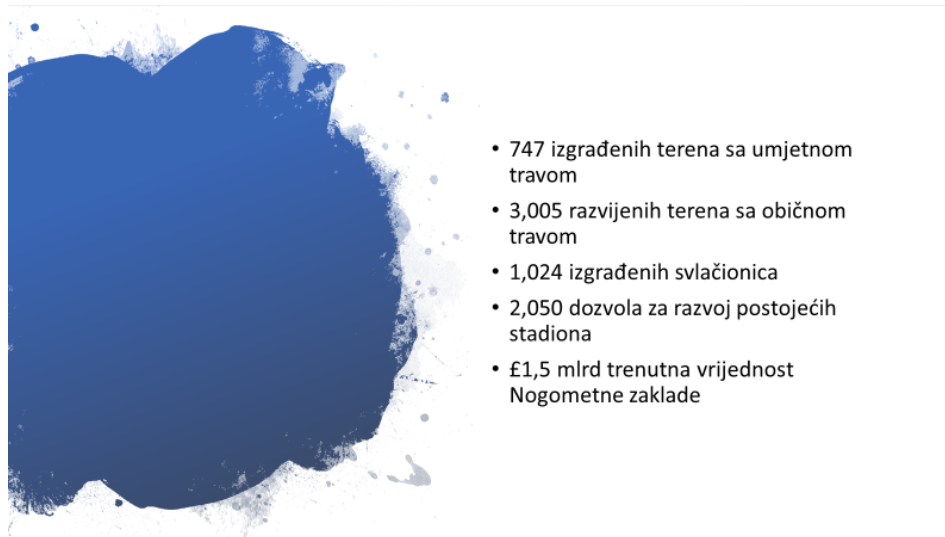 • 747 izgrađenih terena sa umjetnom
travom
• 3,005 razvijenih terena sa običnom
travom
• 1,024 izgrađenih svlačionica
• 2,050 dozvola za razvoj postojećih
stadiona
• £1,5 mlrd trenutna vrijednost
Nogometne zaklade